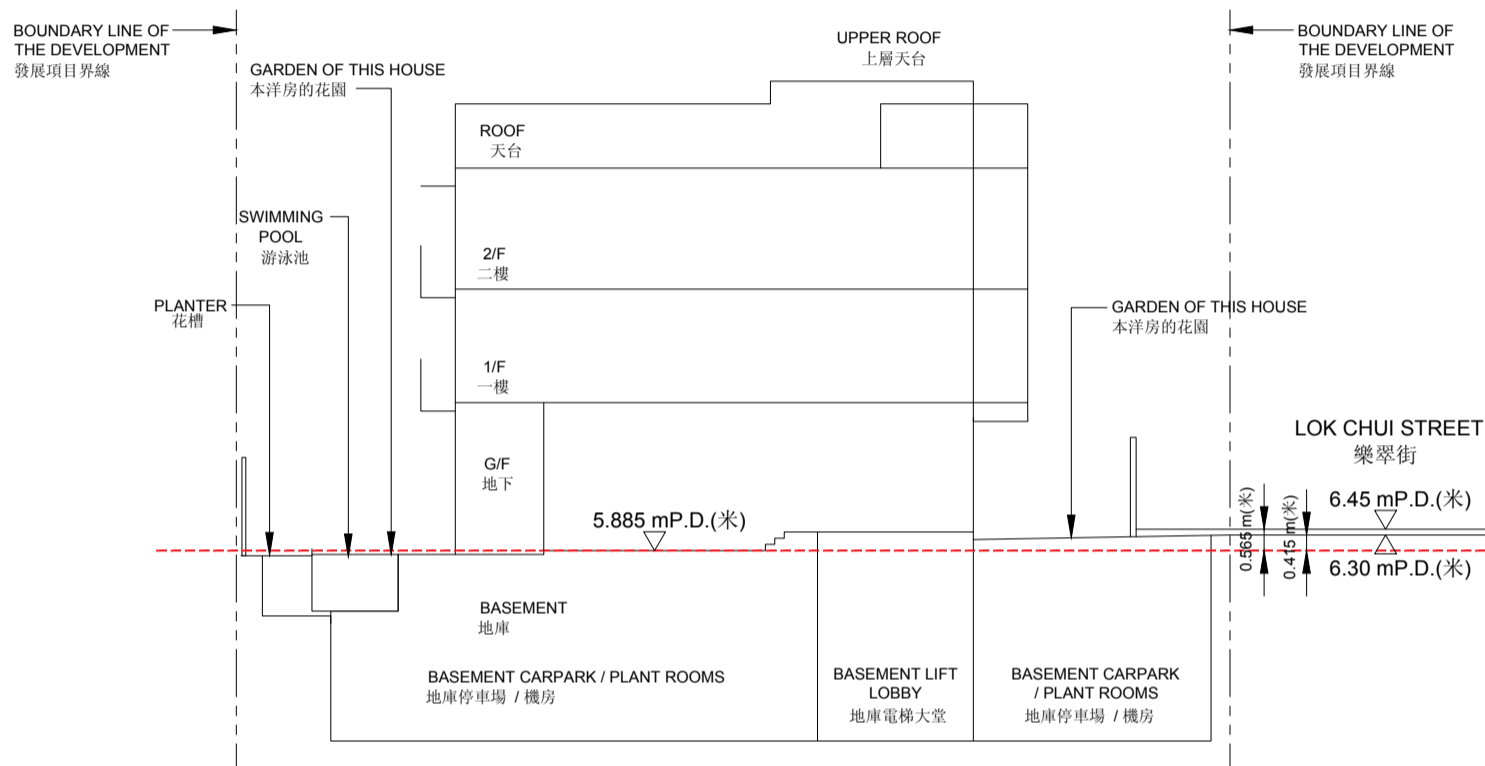 BOUNDARY LINE OF
THE DEVELOPMENT
發展項目界線
GARDEN OF THIS HOUSE
本洋房的花園
UPPER ROOF
上層天台
BOUNDARY LINE OF
THE DEVELOPMENT
發展項目界線
ROOF
天台
SWIMMING
POOL
游泳池
2/F
二樓
PLANTER
花槽
GARDEN OF THIS HOUSE
本洋房的花園
1/F
一樓
LOK CHUI STREET
樂翠街
G/F
地下
5.885 mP.D.(米)
0.565 m(米)
0.415 m(米)
6.45 mP.D.(米)
6.30 mP.D.(米)
BASEMENT
地庫
BASEMENT CARPARK / PLANT ROOMS
地庫停車場 / 機房
BASEMENT LIFT
LOBBY
地庫電梯大堂
BASEMENT CARPARK
/ PLANT ROOMS
地庫停車場 / 機房